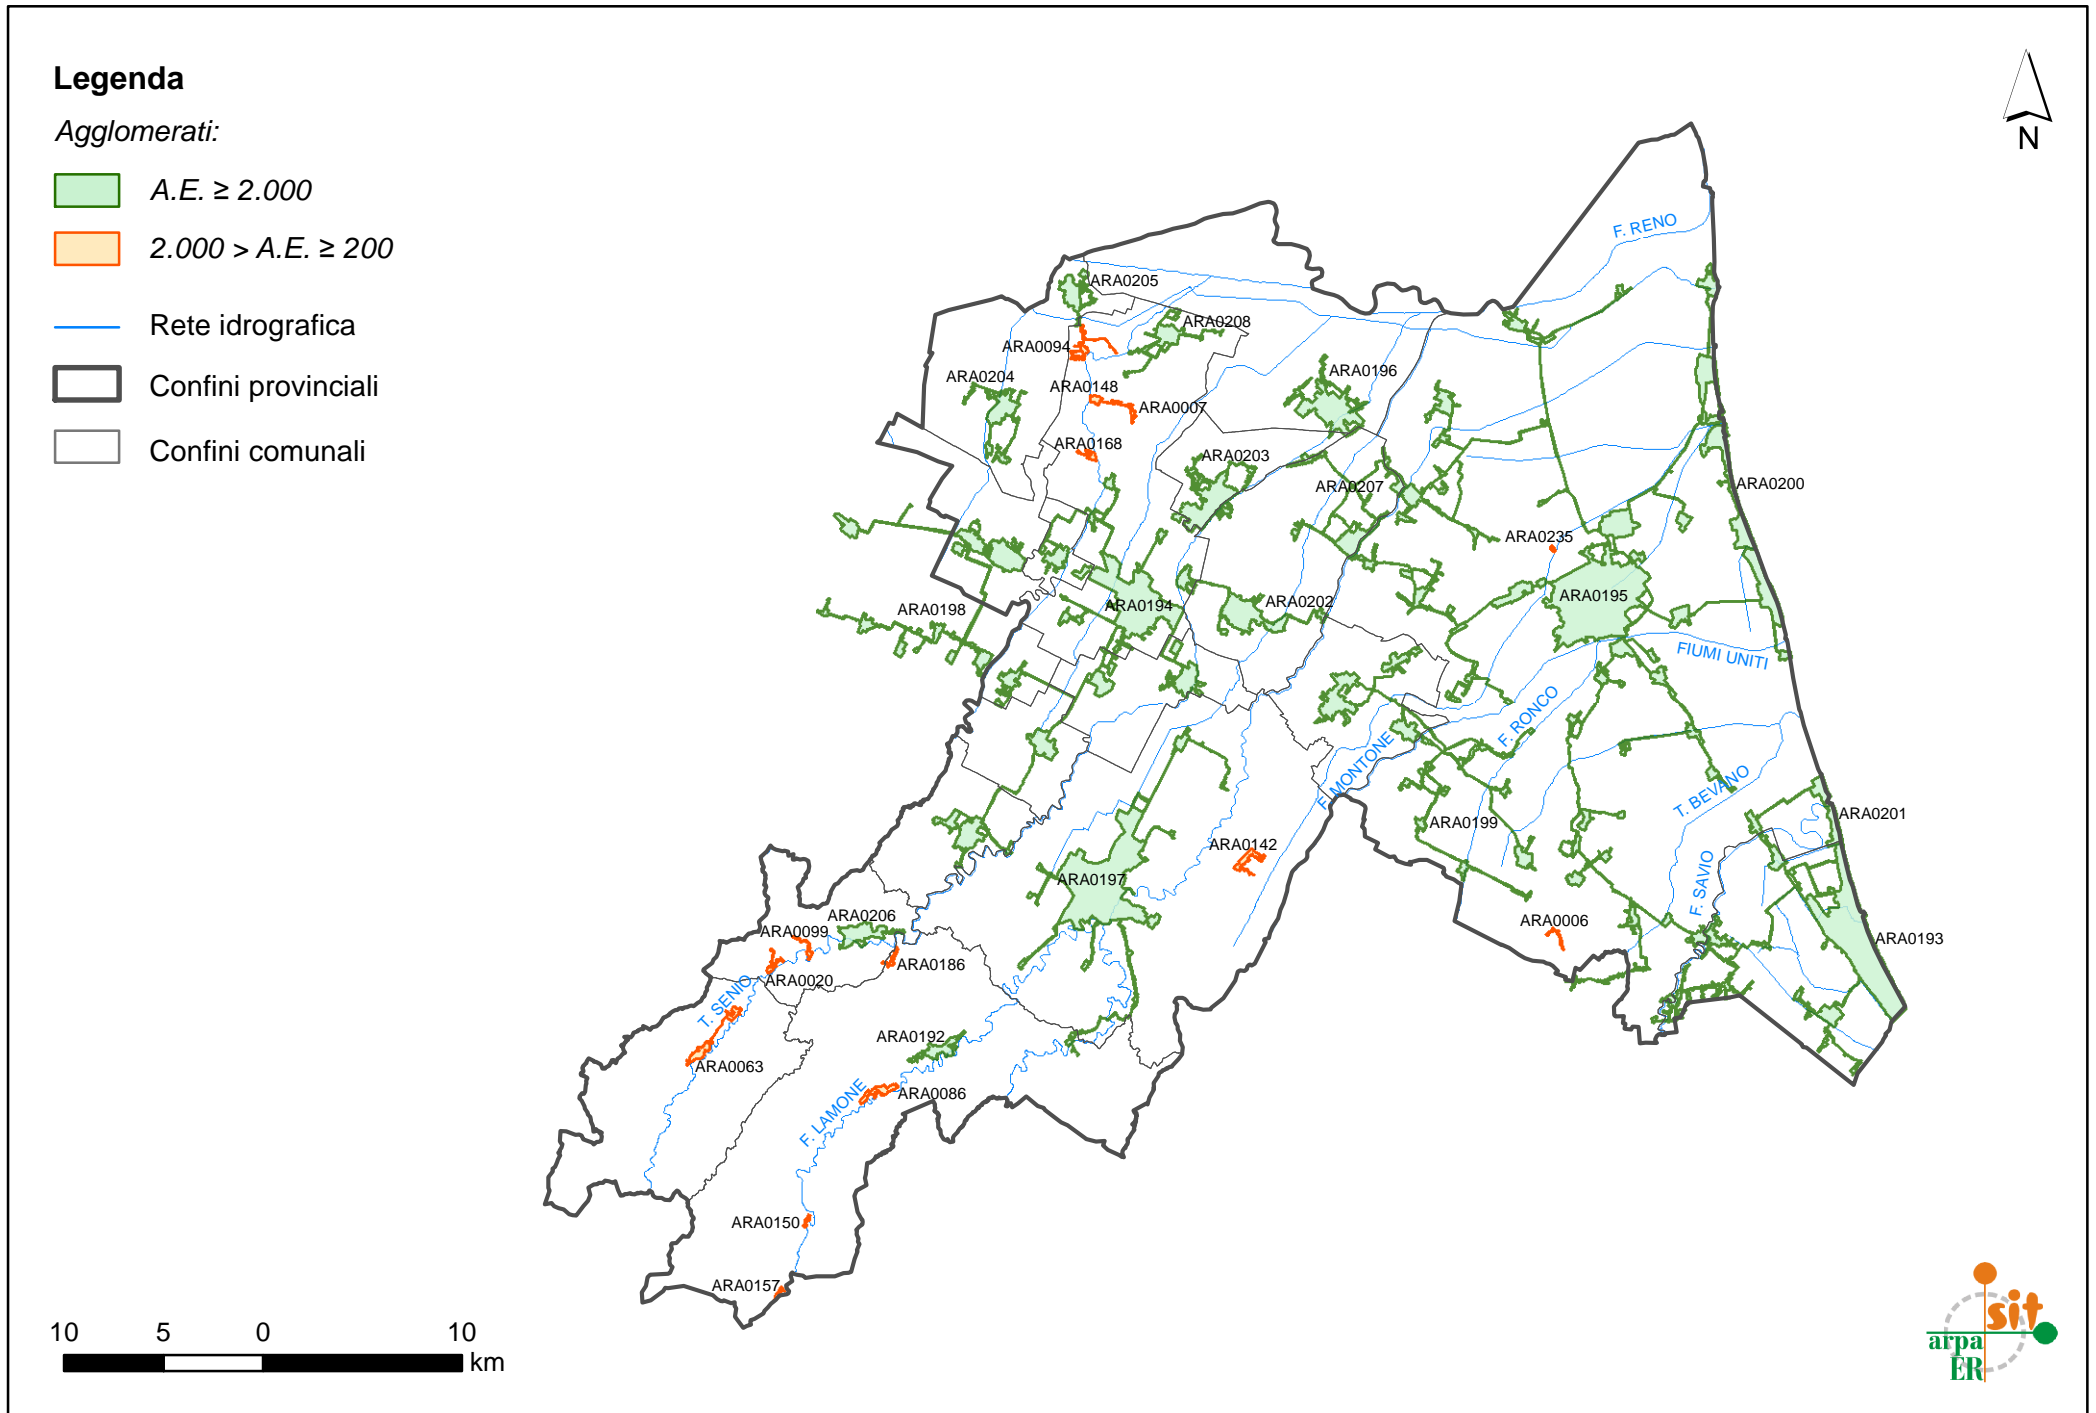 Legenda
Agglomerati:
A.E. ≥ 2.000
2.000 > A.E. ≥ 200
Rete idrografica
Confini provinciali
Confini comunali
N
F. RENO
ARA0205
ARA0208
ARA0094
ARA0204
ARA0148
ARA0196
ARA0007
ARA0168
ARA0203
ARA0207
ARA0200
ARA0235
ARA0195
ARA0198
ARA0194
ARA0202
FIUMI UNITI
F. RONCO
F. MONTONE
T. BEVANO
ARA0201
ARA0199
ARA0142
ARA0197
F. SAVIO
ARA0206
ARA0099
ARA0006
ARA0193
ARA0186
ARA0020
T. SENIO
ARA0192
ARA0063
ARA0086
F. LAMONE
ARA0150
ARA0157
10 5 0 10
km
sit
arpa
ER